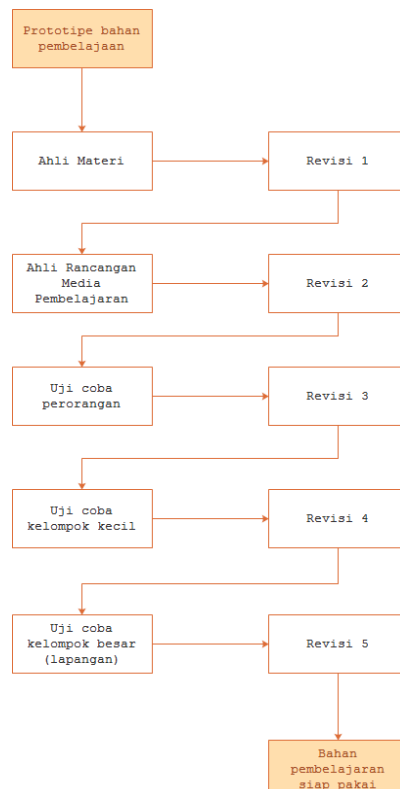 Prototipe bahan
pembelajaan
Ahli Materi
Revisi 1
Ahli Rancangan
Media
Pembelajaran
Revisi 2
Uji coba
perorangan
Revisi 3
Uji coba
kelompok kecil
Revisi 4
Uji coba
kelompok besar
(lapangan)
Revisi 5
Bahan
pembelajaran
siap pakai